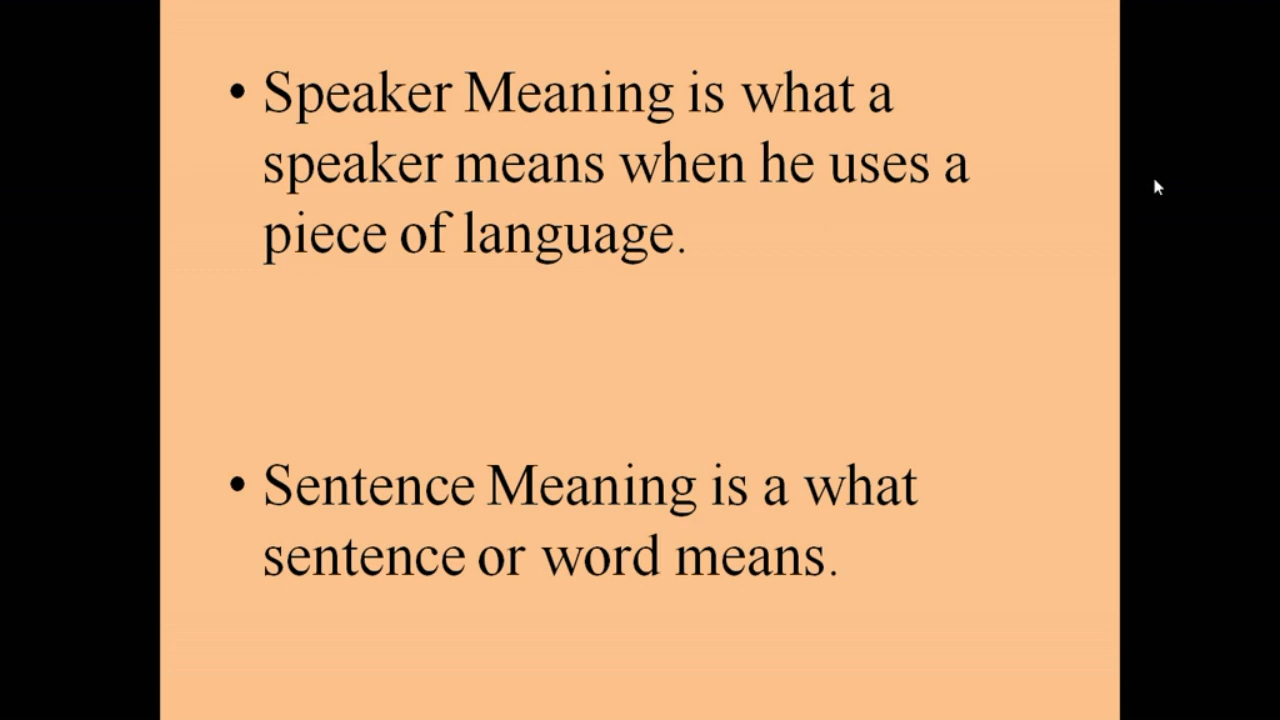 • Speaker Meaning is what a
speaker means when he uses a
piece of language.
• Sentence Meaning is a what
sentence or word means.